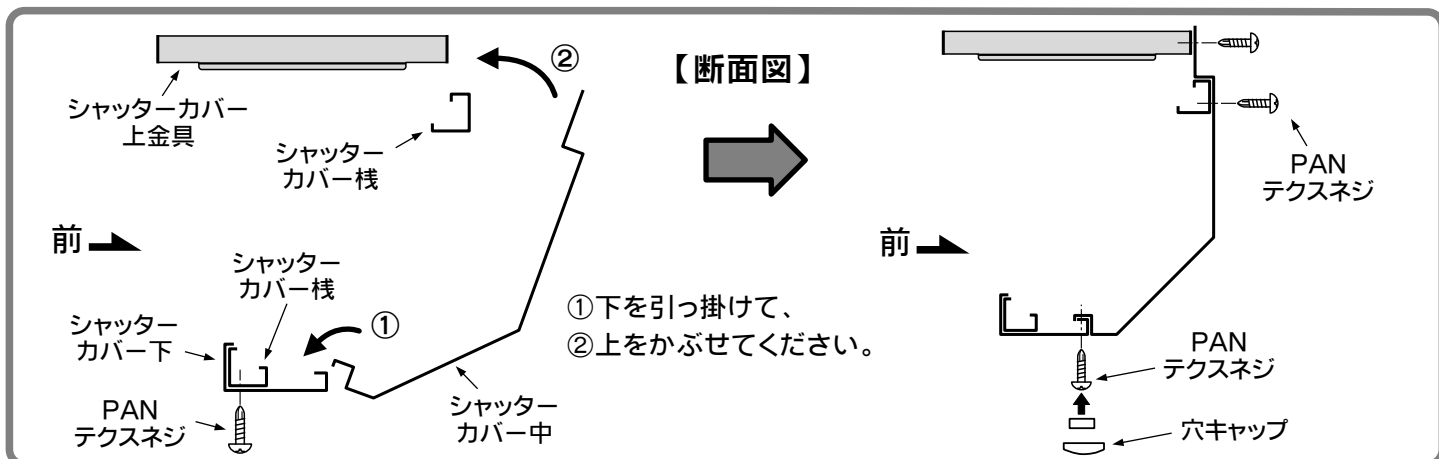 ②
【断面図】
シャッターカバー
上金具
シャッター
カバー桟
PAN
テクスネジ
前
前
シャッター
カバー桟
①
シャッター
カバー下
①下を引っ掛けて、
②上をかぶせてください。
PAN
テクスネジ
シャッター
カバー中
PAN
テクスネジ
穴キャップ